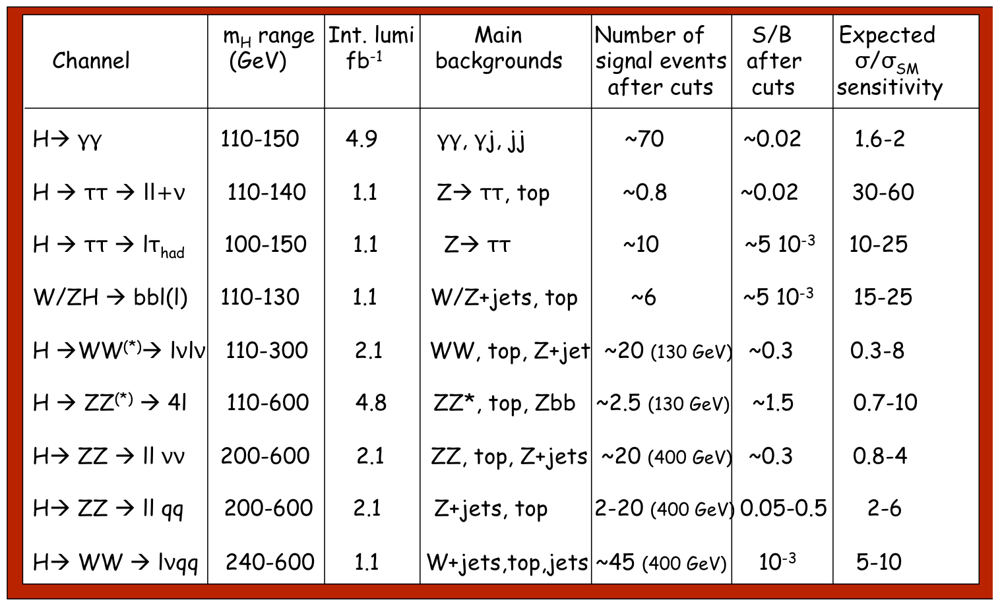 Channel | m_H range (GeV) | Int. lumi fb⁻¹ | Main backgrounds | Number of signal events after cuts | S/B after cuts | Expected σ/σ_SM sensitivity
H→ γγ | 110-150 | 4.9 | γγ, γj, jj | ~70 | ~0.02 | 1.6-2
H → ττ → ll+ν | 110-140 | 1.1 | Z→ ττ, top | ~0.8 | ~0.02 | 30-60
H → ττ → lτ_had | 100-150 | 1.1 | Z→ ττ | ~10 | ~5 10⁻³ | 10-25
W/ZH → bbl(l) | 110-130 | 1.1 | W/Z+jets, top | ~6 | ~5 10⁻³ | 15-25
H →WW⁽*⁾→ lνlν | 110-300 | 2.1 | WW, top, Z+jet | ~20 (130 GeV) | ~0.3 | 0.3-8
H → ZZ⁽*⁾ → 4l | 110-600 | 4.8 | ZZ*, top, Zbb | ~2.5 (130 GeV) | ~1.5 | 0.7-10
H→ ZZ → ll νν | 200-600 | 2.1 | ZZ, top, Z+jets | ~20 (400 GeV) | ~0.3 | 0.8-4
H→ ZZ → ll qq | 200-600 | 2.1 | Z+jets, top | 2-20 (400 GeV) | 0.05-0.5 | 2-6
H→ WW → lνqq | 240-600 | 1.1 | W+jets,top,jets | ~45 (400 GeV) | 10⁻³ | 5-10